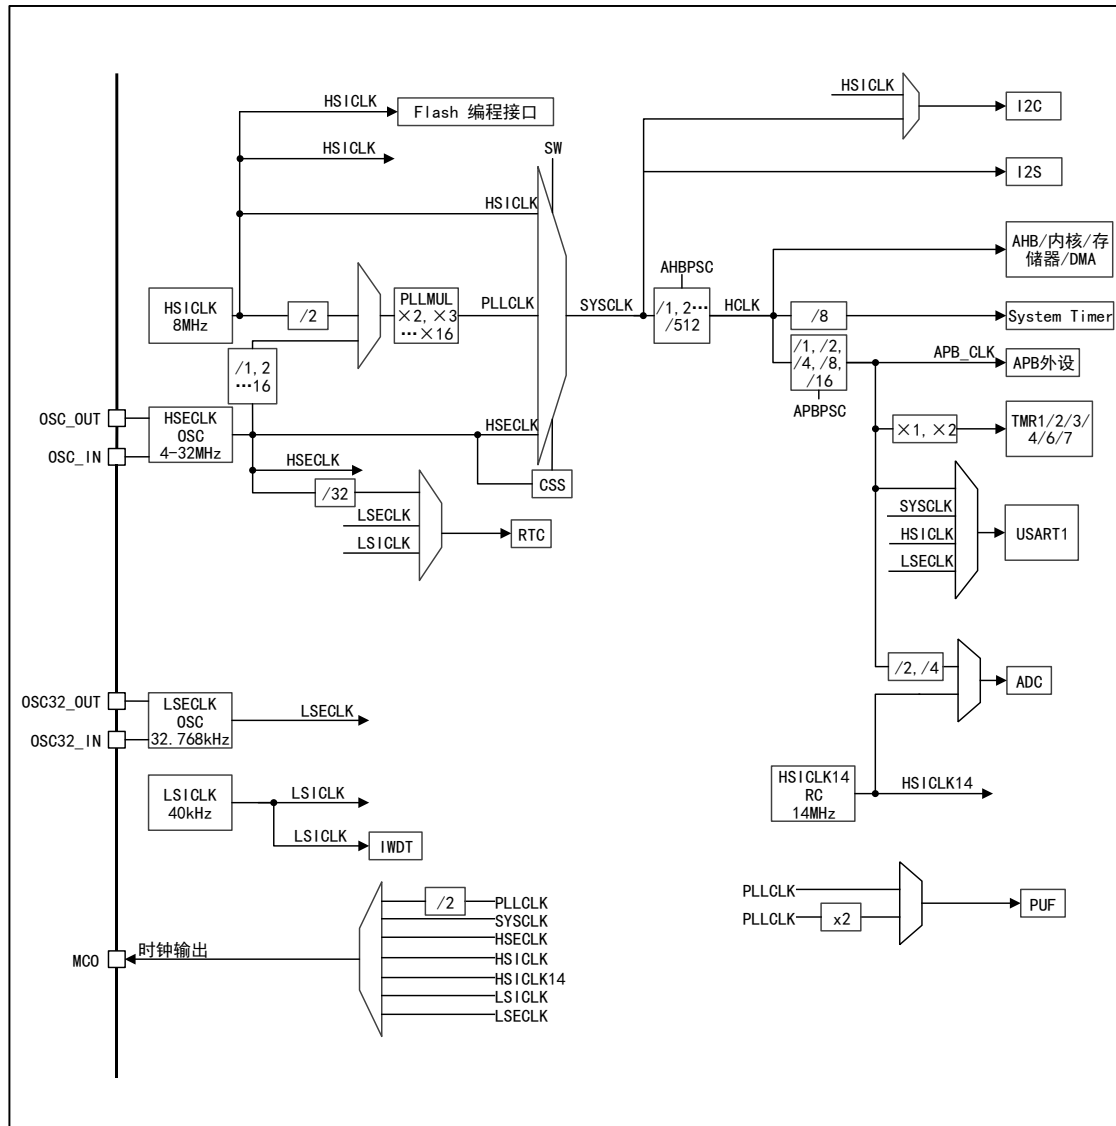 HSICLK
Flash 编程接口
HSICLK
SW
HSICLK
HSICLK
I2C
I2S
AHB/内核/存
储器/DMA
HSICLK
8MHz
/2
PLLMUL
×2, ×3
…×16
PLLCLK
SYSCLK
AHBPSC
/1, 2…
/512
HCLK
/8
System Timer
/1, 2
…16
/1, /2,
/4, /8,
/16
APBPSC
APB_CLK
APB外设
OSC_OUT
OSC_IN
HSECLK
OSC
4-32MHz
HSECLK
×1, ×2
TMR1/2/3/
4/6/7
HSECLK
/32
CSS
LSECLK
LSICLK
RTC
SYSCLK
HSICLK
LSECLK
USART1
/2, /4
ADC
OSC32_OUT
OSC32_IN
LSECLK
OSC
32.768kHz
LSECLK
HSICLK14
RC
14MHz
HSICLK14
LSICLK
40kHz
LSICLK
LSICLK
IWDT
PLLCLK
PLLCLK
x2
PUF
MCO
时钟输出
/2
PLLCLK
SYSCLK
HSECLK
HSICLK
HSICLK14
LSICLK
LSECLK